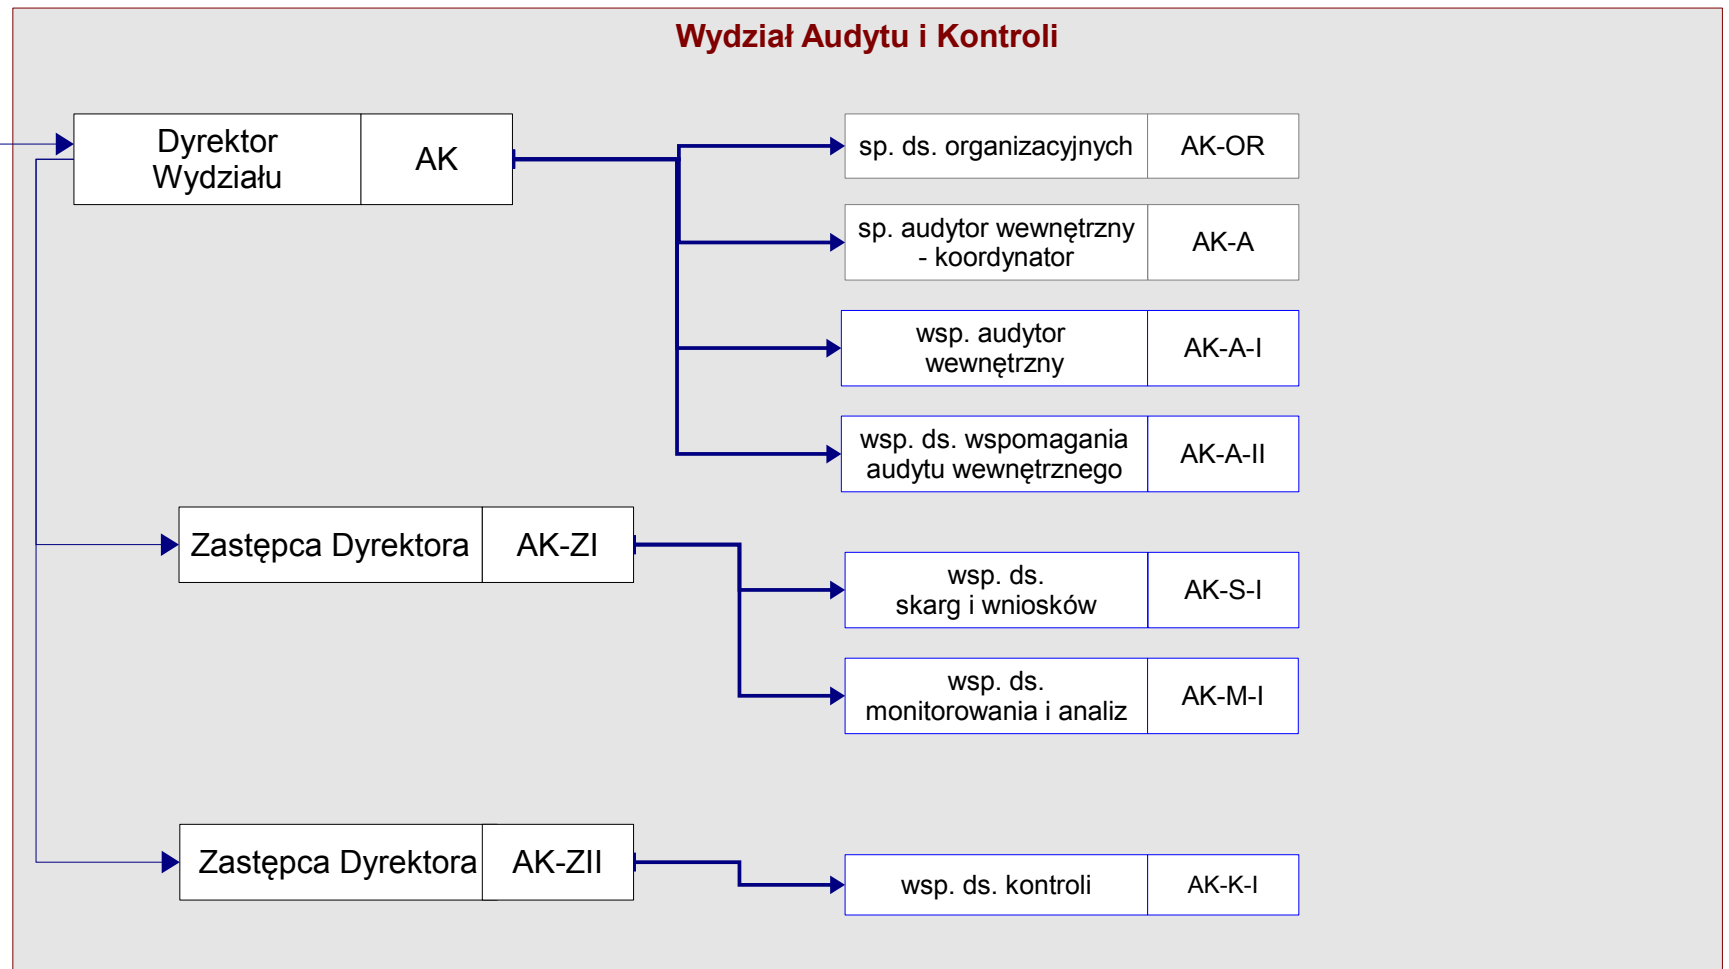 Wydział Audytu i Kontroli
Dyrektor
Wydziału
AK
sp. ds. organizacyjnych
AK-OR
sp. audytor wewnętrzny
- koordynator
AK-A
wsp. audytor
wewnętrzny
AK-A-I
wsp. ds. wspomagania
audytu wewnętrznego
AK-A-II
Zastępca Dyrektora
AK-ZI
wsp. ds.
skarg i wniosków
AK-S-I
wsp. ds.
monitorowania i analiz
AK-M-I
Zastępca Dyrektora
AK-ZII
wsp. ds. kontroli
AK-K-I